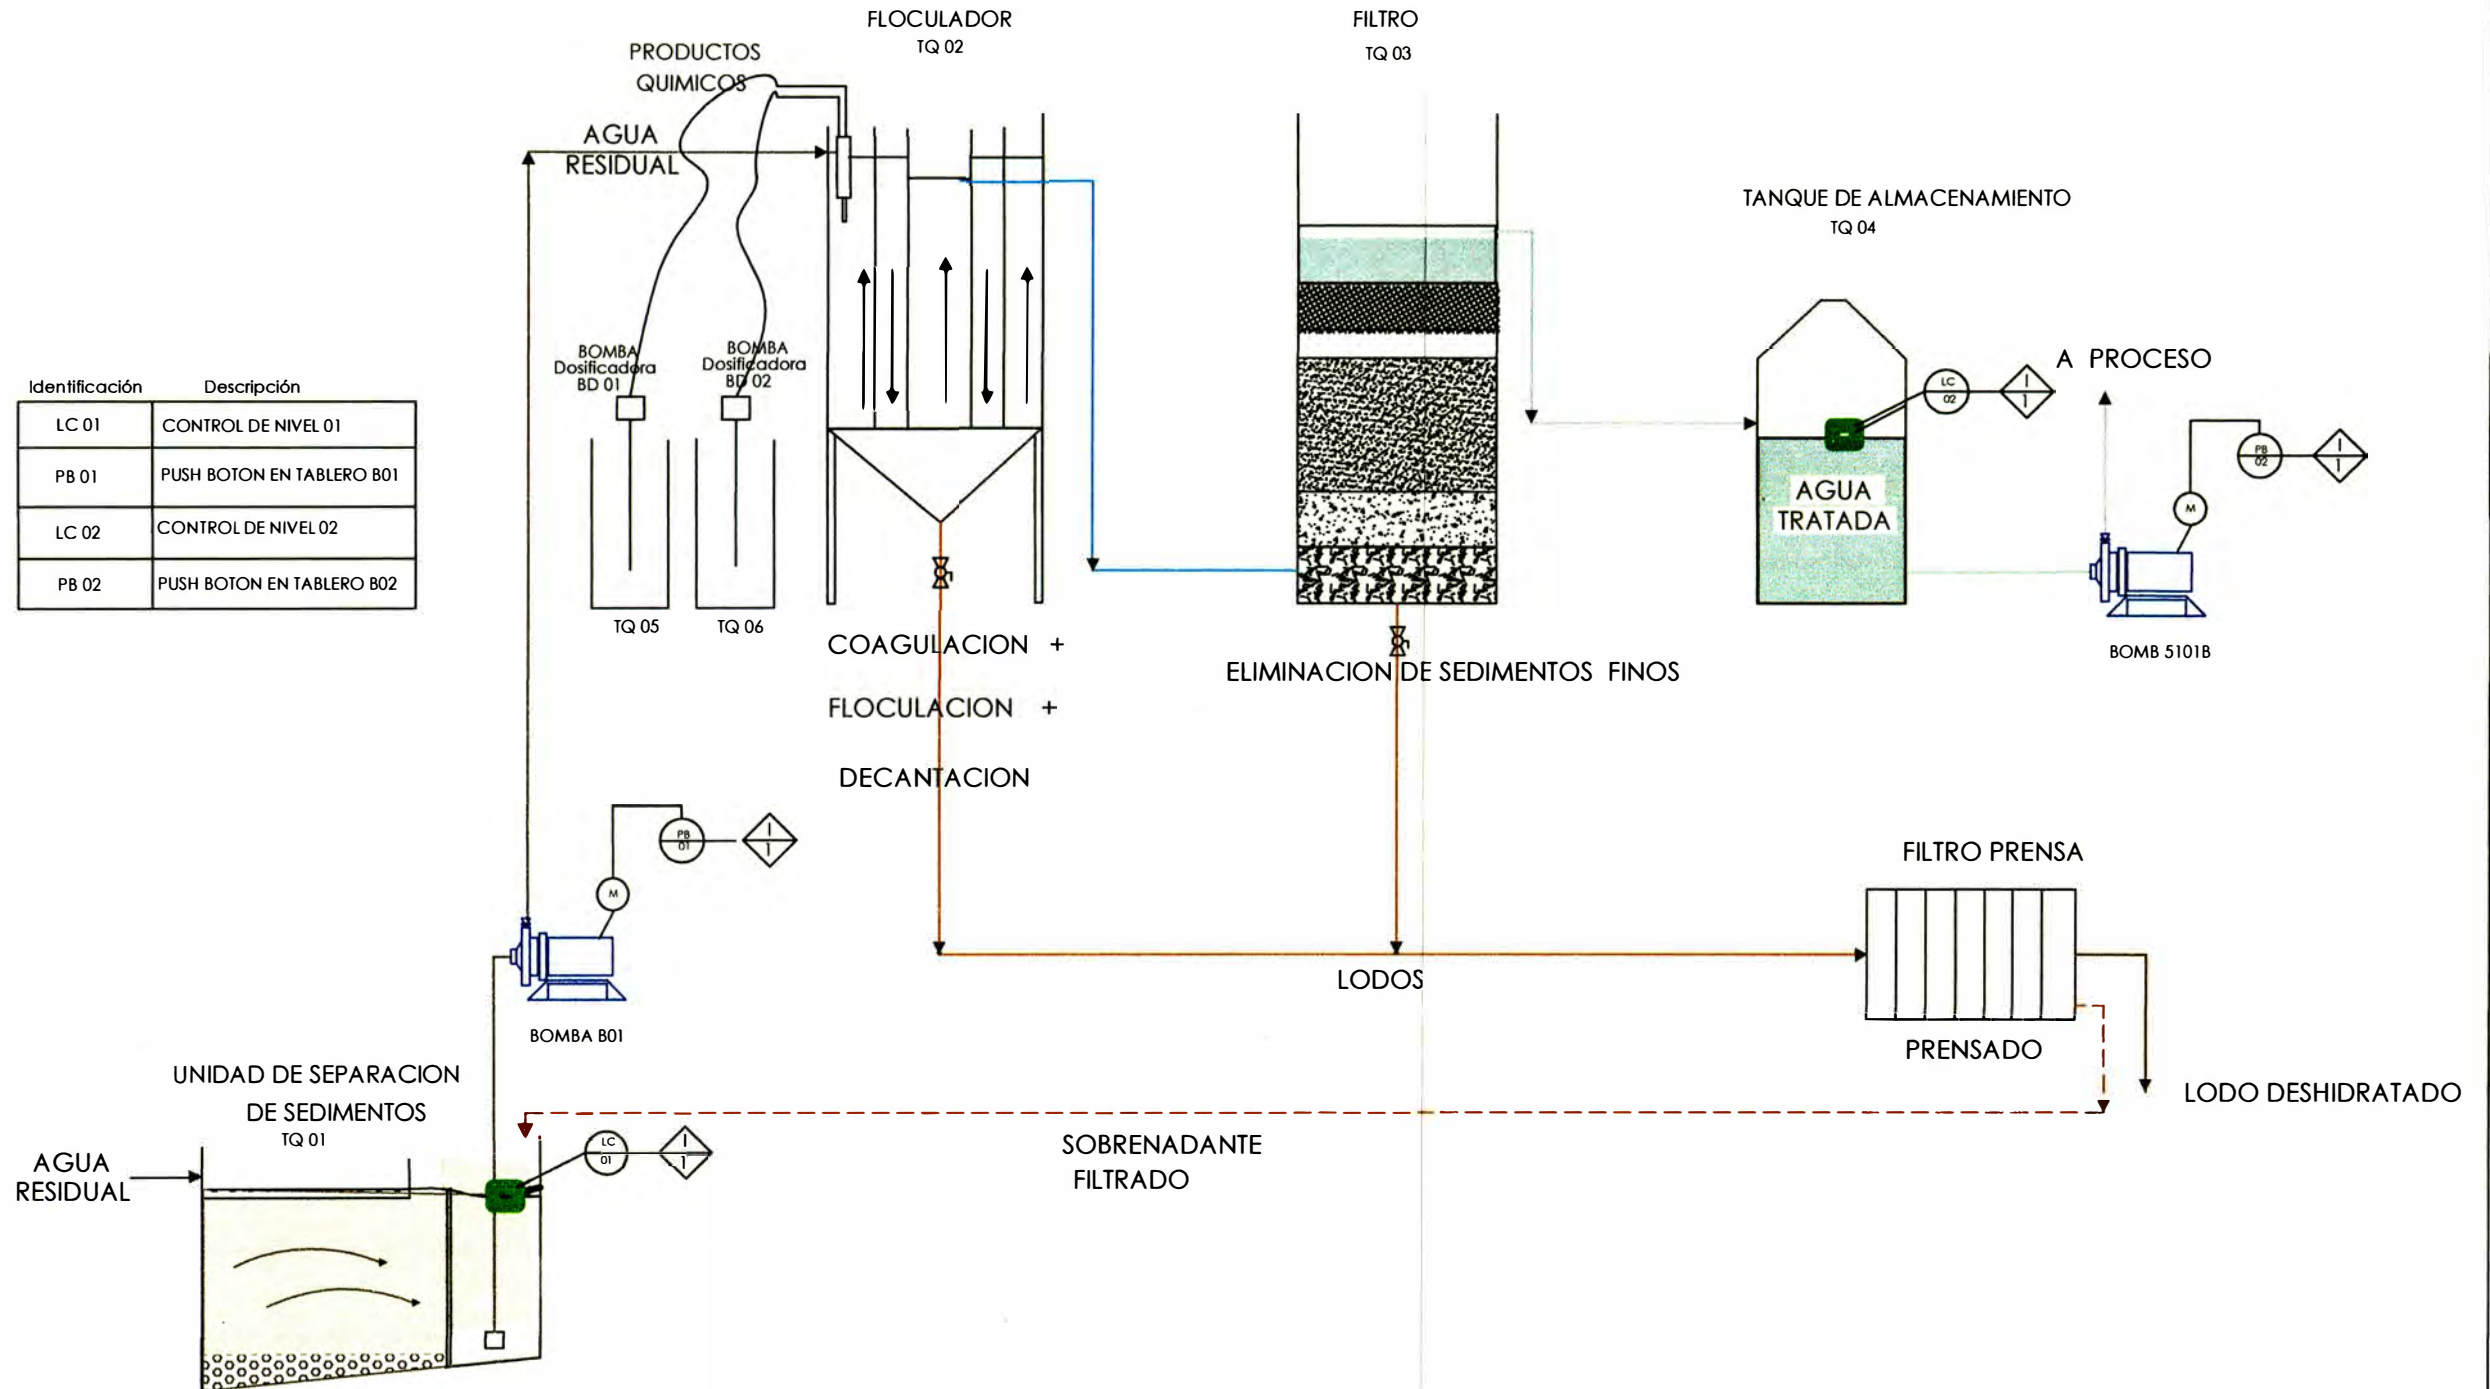 FLOCULADOR
TQ 02
FILTRO
TQ 03
PRODUCTOS
QUIMICOS
AGUA
RESIDUAL
TANQUE DE ALMACENAMIENTO
TQ 04
BOMBA
Dosificadora
BD 01
BOMBA
Dosificadora
BD 02
A PROCESO
LC
02
I
1
Identificación Descripción
LC 01 CONTROL DE NIVEL 01
PB 01 PUSH BOTON EN TABLERO B01
LC 02 CONTROL DE NIVEL 02
PB 02 PUSH BOTON EN TABLERO B02
PB
02
I
1
M
AGUA
TRATADA
TQ 05
TQ 06
COAGULACION +
FLOCULACION +
DECANTACION
ELIMINACION DE SEDIMENTOS FINOS
BOMB 5101B
PB
01
I
1
M
FILTRO PRENSA
LODOS
BOMBA B01
PRENSADO
UNIDAD DE SEPARACION
DE SEDIMENTOS
TQ 01
LODO DESHIDRATADO
LC
01
I
1
SOBRENADANTE
FILTRADO
AGUA
RESIDUAL